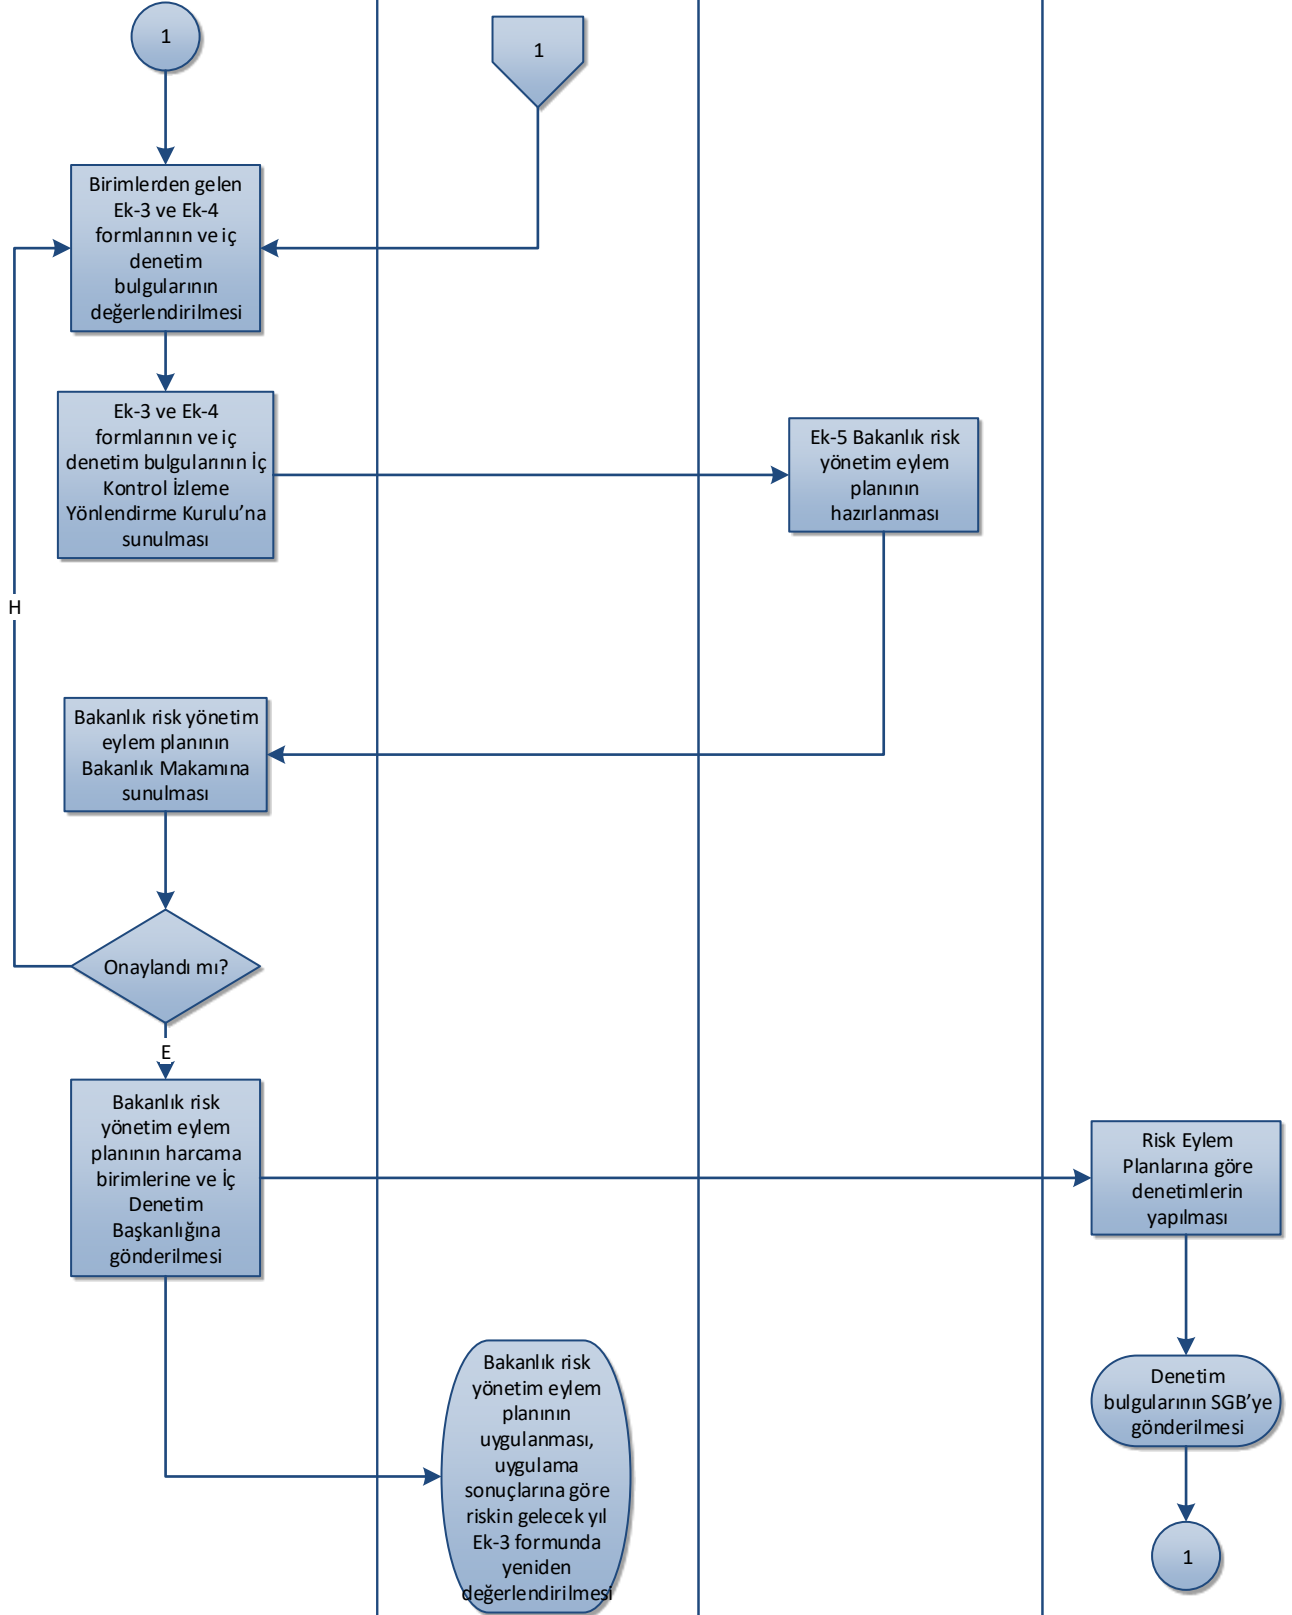 1
1
Birimlerden gelen
Ek-3 ve Ek-4
formlarının ve iç
denetim
bulgularının
değerlendirilmesi
Ek-3 ve Ek-4
formlarının ve iç
denetim bulgularının İç
Kontrol İzleme
Yönlendirme Kurulu’na
sunulması
Ek-5 Bakanlık risk
yönetim eylem
planının
hazırlanması
H
Bakanlık risk yönetim
eylem planının
Bakanlık Makamına
sunulması
Onaylandı mı?
E
Bakanlık risk
yönetim eylem
planının harcama
birimlerine ve İç
Denetim
Başkanlığına
gönderilmesi
Risk Eylem
Planlarına göre
denetimlerin
yapılması
Bakanlık risk
yönetim eylem
planının
uygulanması,
uygulama
sonuçlarına göre
riskin gelecek yıl
Ek-3 formunda
yeniden
değerlendirilmesi
Denetim
bulgularının SGB’ye
gönderilmesi
1